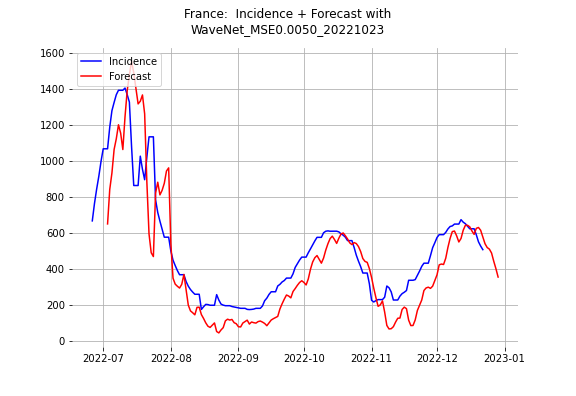 France:  Incidence + Forecast with
WaveNet_MSE0.0050_20221023
Incidence
Forecast
1600
1400
1200
1000
800
600
400
200
0
2022-07 2022-08 2022-09 2022-10 2022-11 2022-12 2023-01